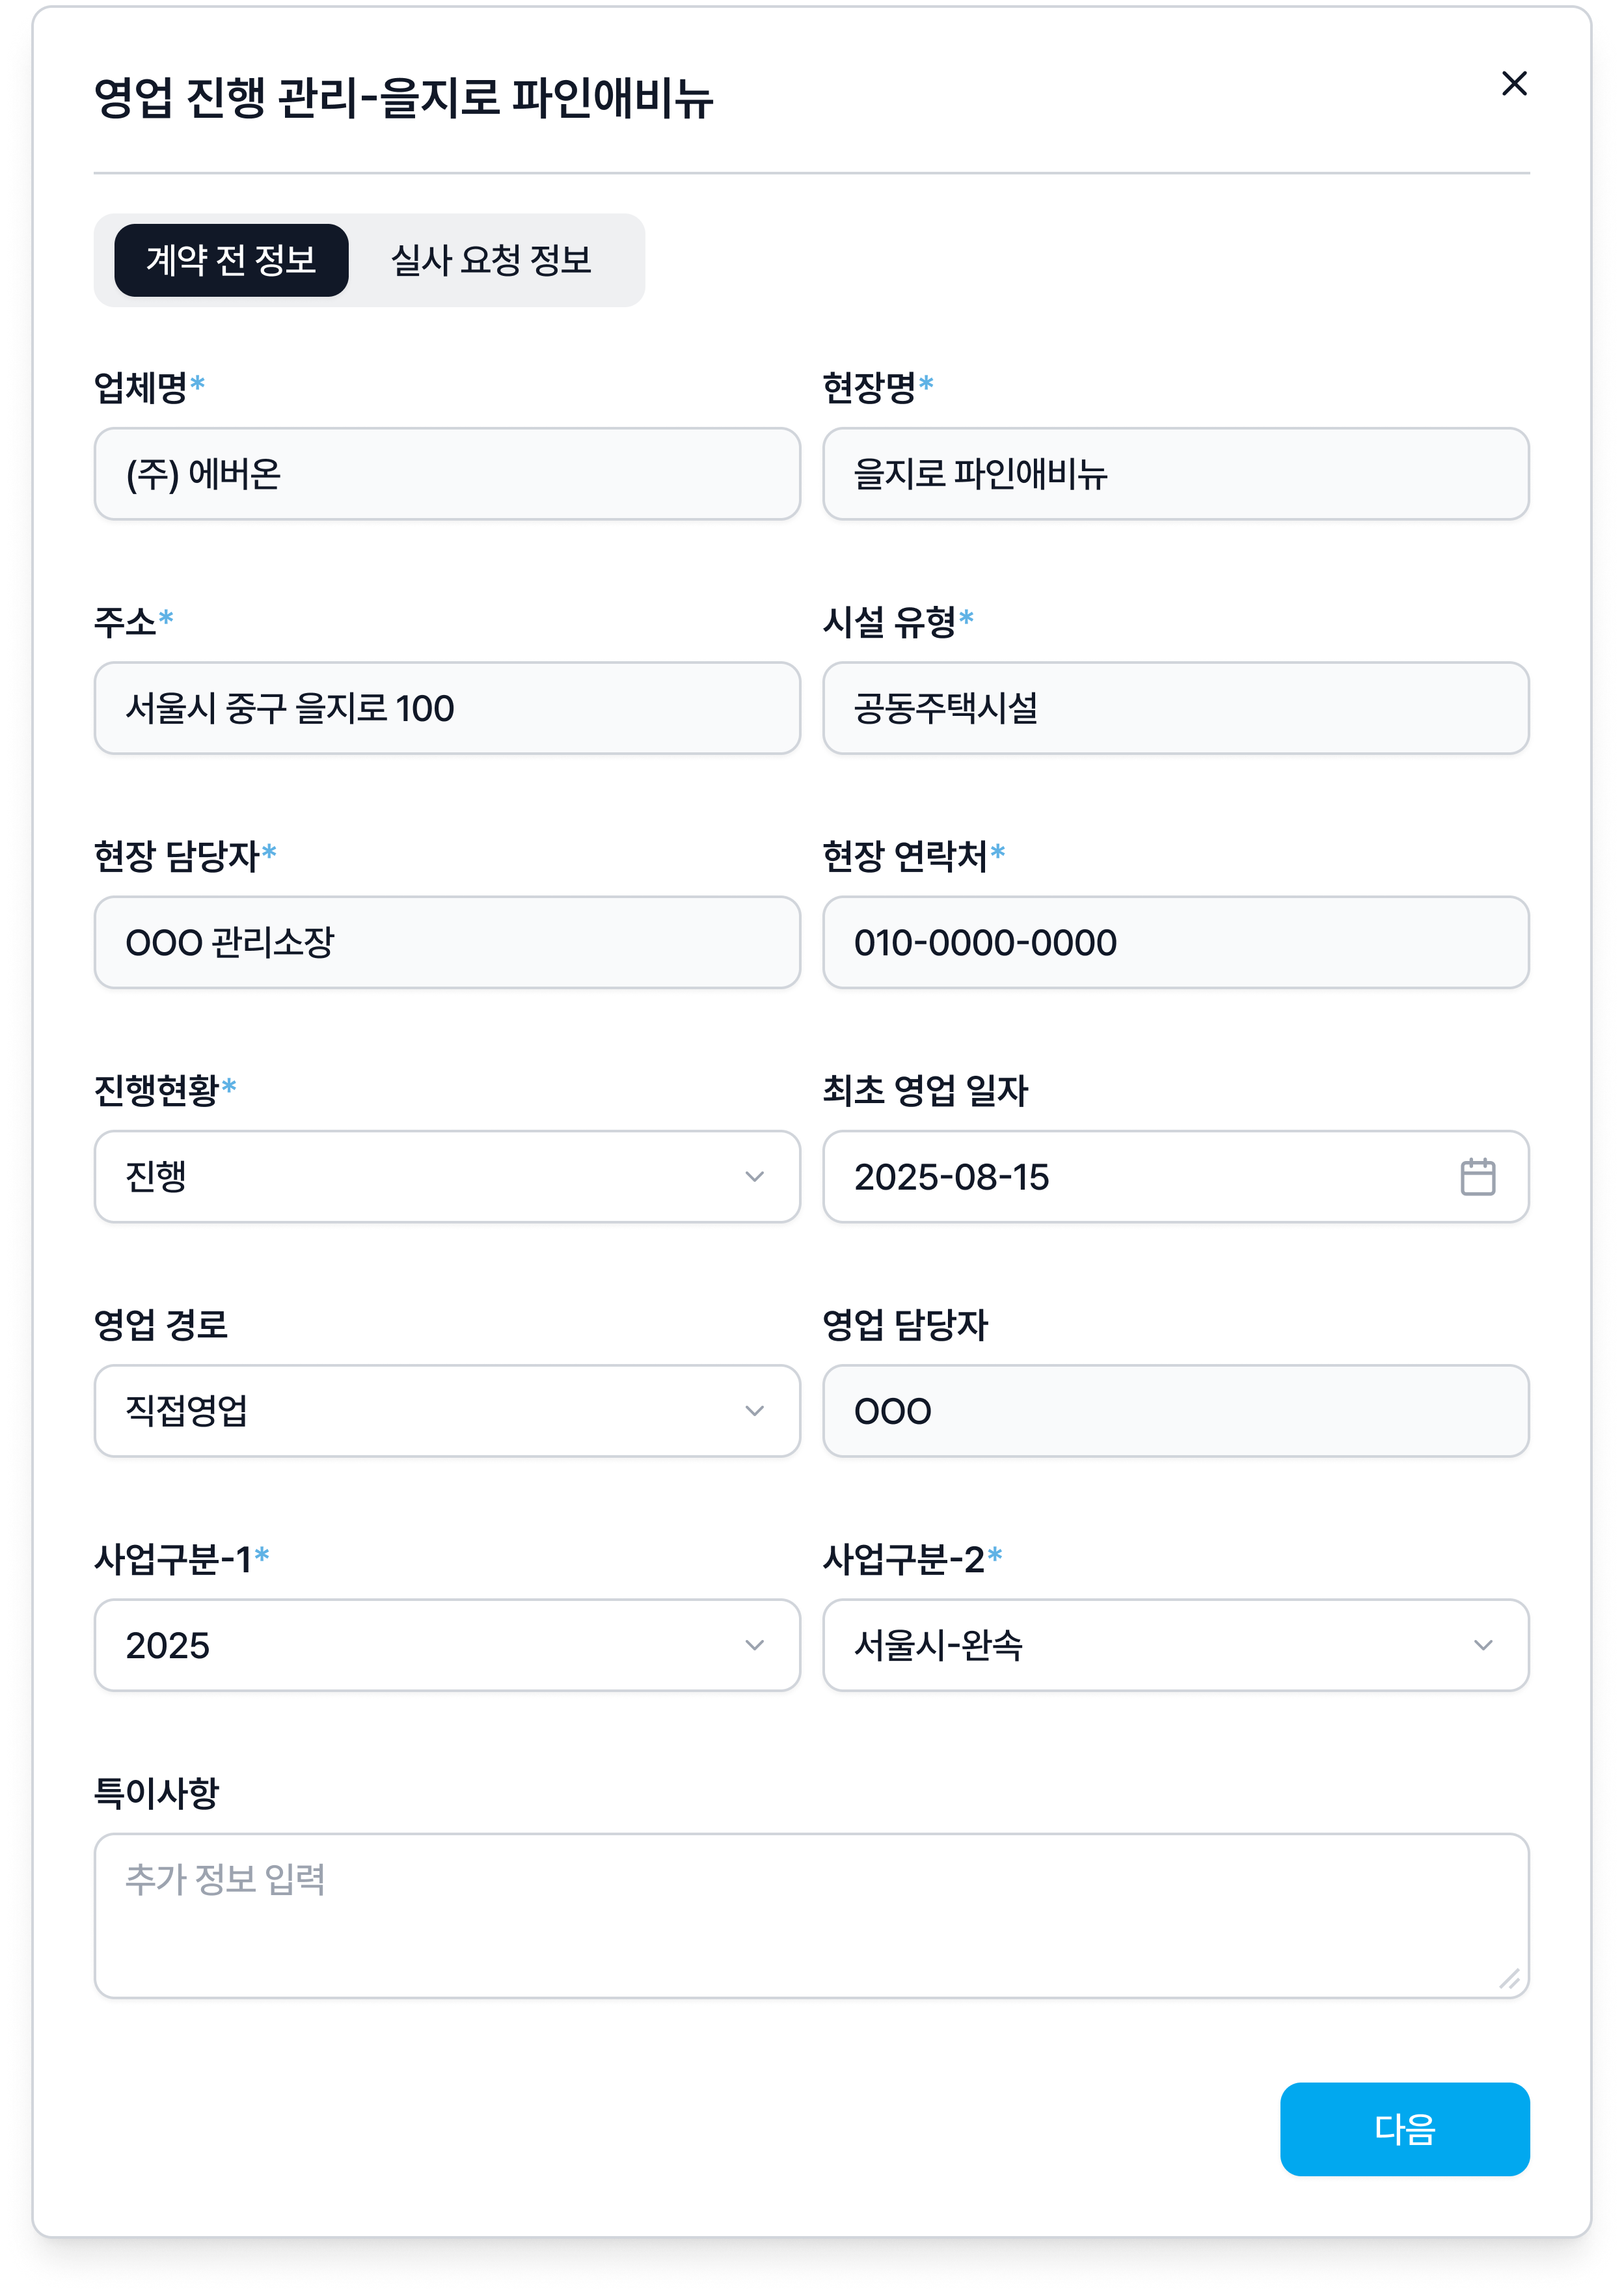 영업 진행 관리-을지로 파인애비뉴
계약 전 정보 실사 요청 정보
업체명* 현장명*
(주) 에버온 을지로 파인애비뉴
주소* 시설 유형*
서울시 중구 을지로 100 공동주택시설
현장 담당자* 현장 연락처*
OOO 관리소장 010-0000-0000
진행현황* 최초 영업 일자
진행 2025-08-15
영업 경로 영업 담당자
직접영업 OOO
사업구분-1* 사업구분-2*
2025 서울시-완속
특이사항
추가 정보 입력
다음